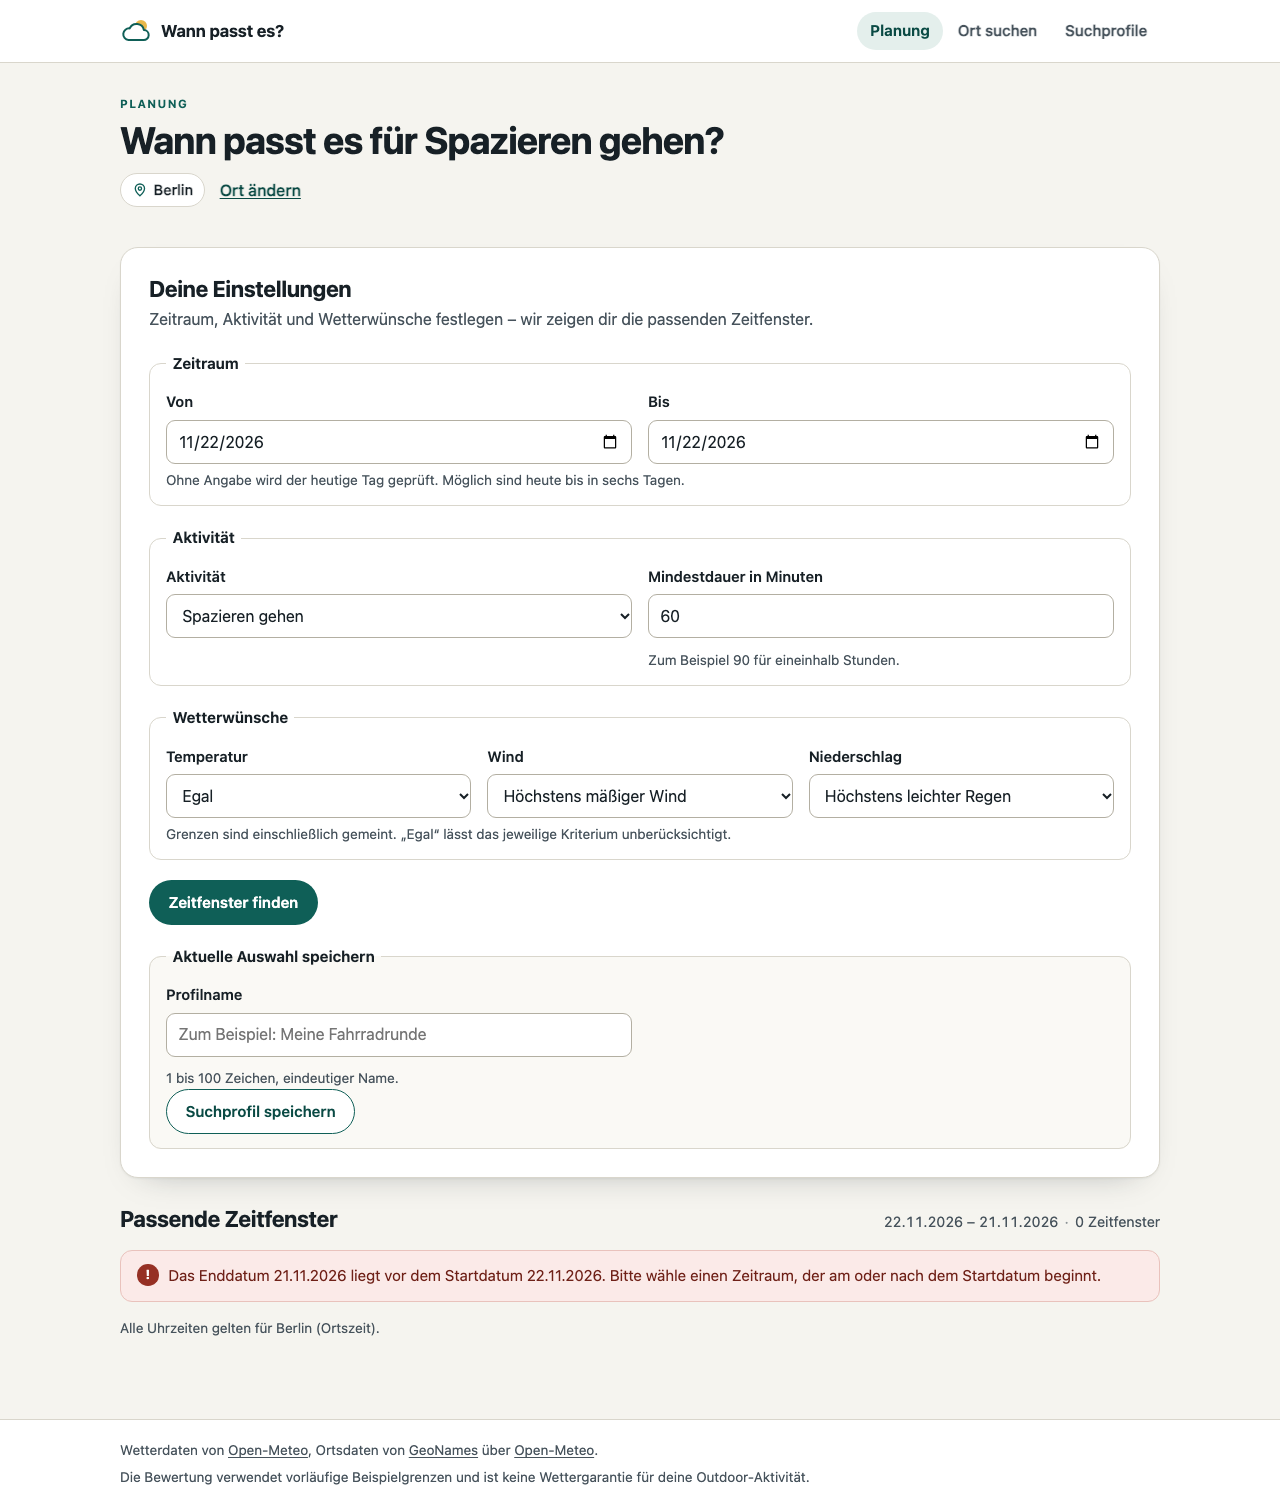 Wann passt es?
Planung
Ort suchen
Suchprofile
PLANUNG
Wann passt es für Spazieren gehen?
Berlin
Ort ändern
Deine Einstellungen
Zeitraum, Aktivität und Wetterwünsche festlegen – wir zeigen dir die passenden Zeitfenster.
Zeitraum
Von
Bis
11/22/2026
11/22/2026
Ohne Angabe wird der heutige Tag geprüft. Möglich sind heute bis in sechs Tagen.
Aktivität
Aktivität
Mindestdauer in Minuten
Spazieren gehen
60
Zum Beispiel 90 für eineinhalb Stunden.
Wetterwünsche
Temperatur
Wind
Niederschlag
Egal
Höchstens mäßiger Wind
Höchstens leichter Regen
Grenzen sind einschließlich gemeint. „Egal“ lässt das jeweilige Kriterium unberücksichtigt.
Zeitfenster finden
Aktuelle Auswahl speichern
Profilname
Zum Beispiel: Meine Fahrradrunde
1 bis 100 Zeichen, eindeutiger Name.
Suchprofil speichern
Passende Zeitfenster
22.11.2026 – 21.11.2026 · 0 Zeitfenster
! Das Enddatum 21.11.2026 liegt vor dem Startdatum 22.11.2026. Bitte wähle einen Zeitraum, der am oder nach dem Startdatum beginnt.
Alle Uhrzeiten gelten für Berlin (Ortszeit).
Wetterdaten von Open-Meteo, Ortsdaten von GeoNames über Open-Meteo.
Die Bewertung verwendet vorläufige Beispielgrenzen und ist keine Wettergarantie für deine Outdoor-Aktivität.